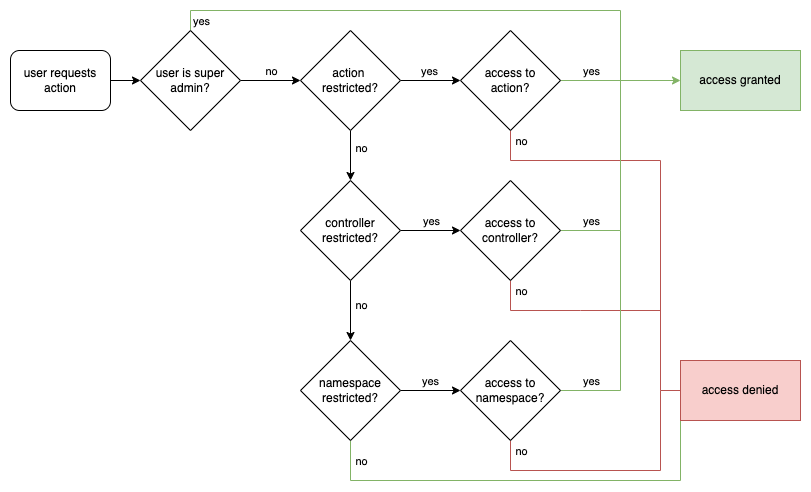 yes
user requests
action
user is super
admin?
no
action
restricted?
yes
access to
action?
yes
access granted
no
no
controller
restricted?
yes
access to
controller?
yes
no
no
namespace
restricted?
yes
access to
namespace?
yes
access denied
no
no